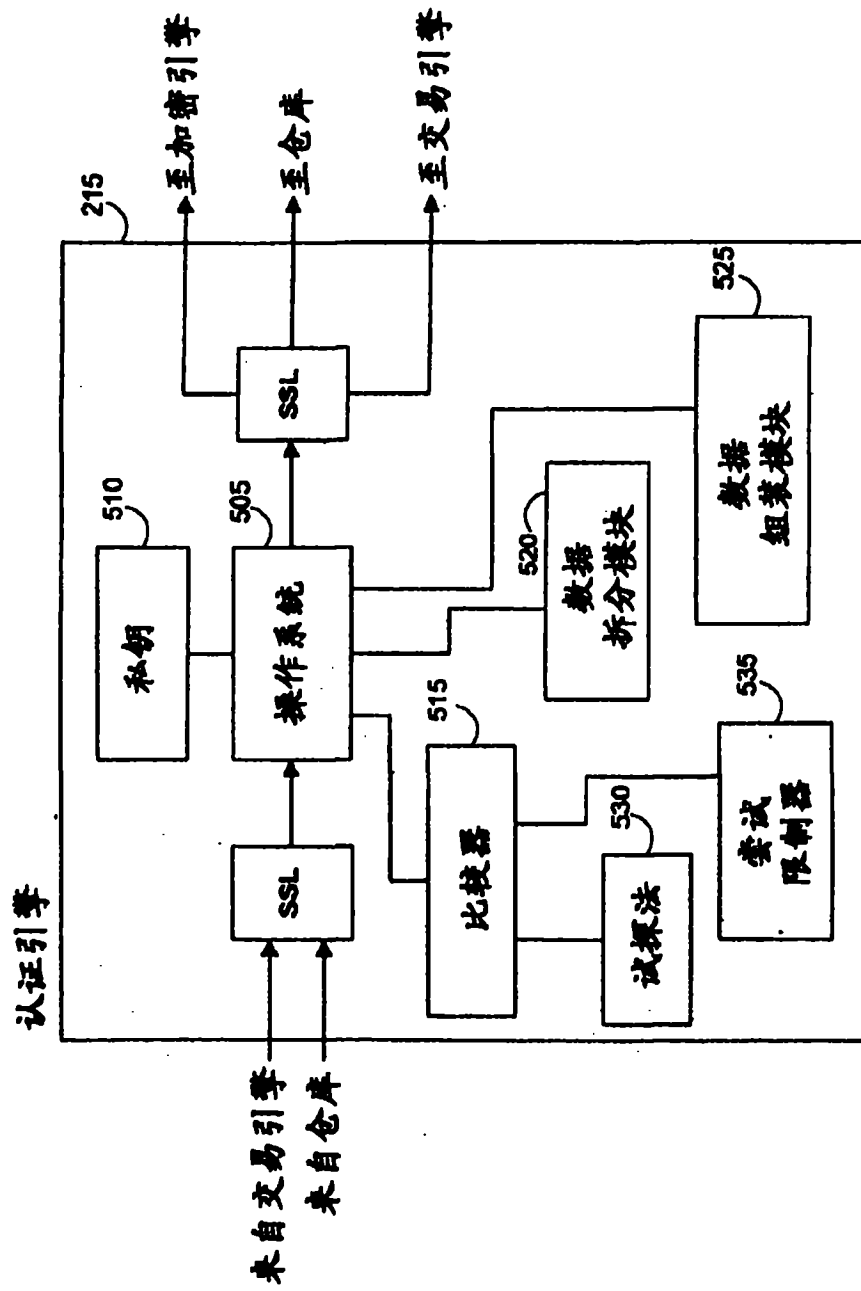 认证引擎
215
来自交易引擎
来自仓库
SSL
私钥
510
操作系统
505
SSL
至加密引擎
至仓库
至交易引擎
比较器
515
数据
拆分模块
520
数据
组装模块
525
试探法
530
尝试
限制器
535